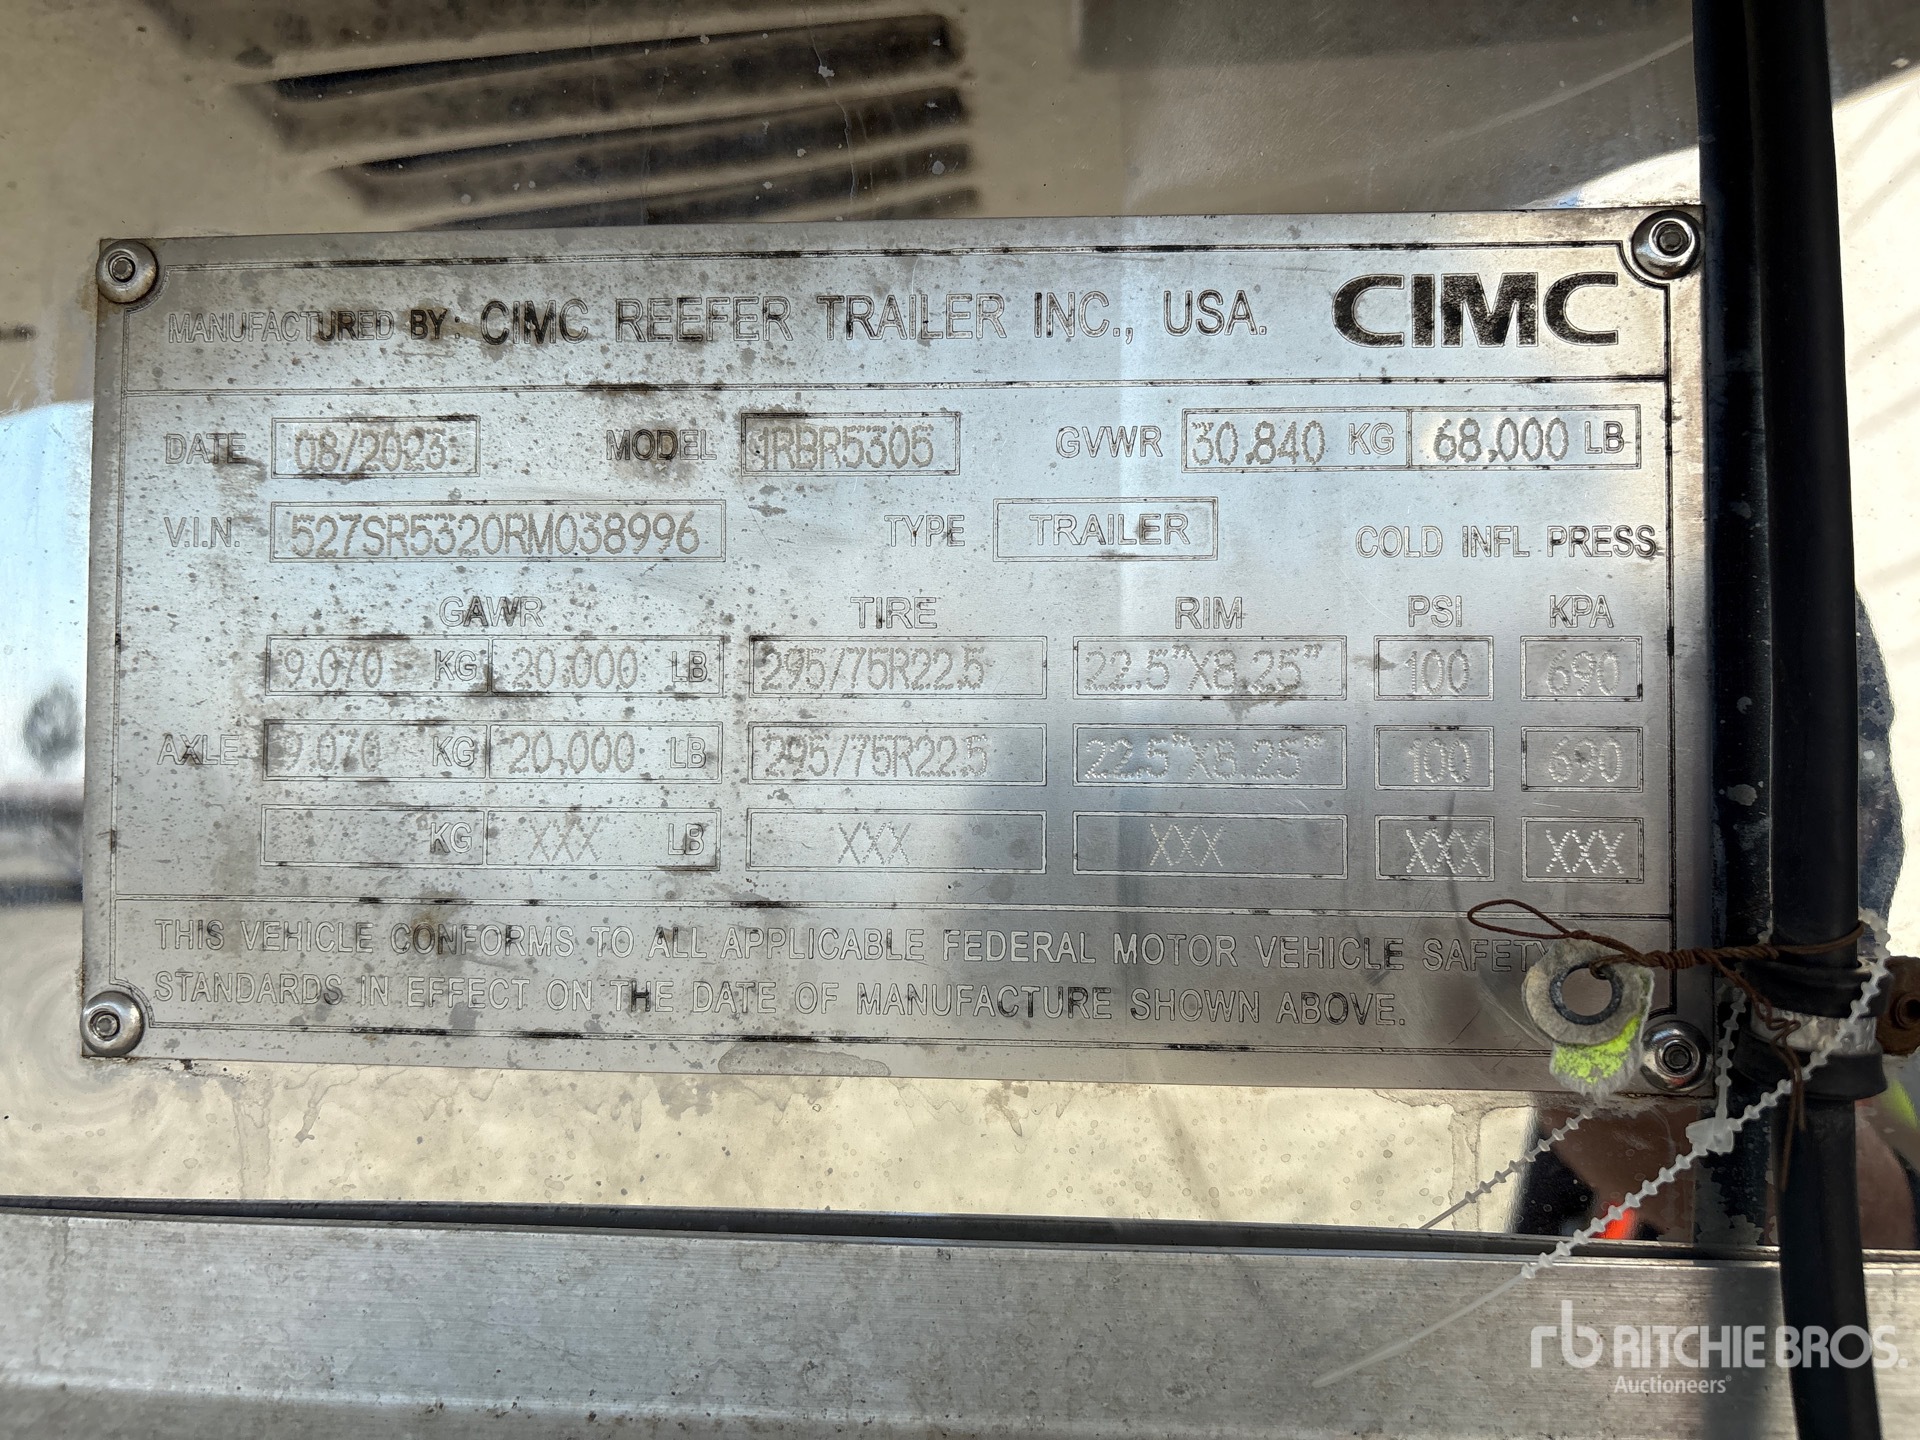 MANUFACTURED BY: CIMC REEFER TRAILER INC., USA. CIMC
DATE 08/2023 MODEL 1RBR5305 GVWR 30,840 KG 68,000 LB
V.I.N. 527SR5320RM038996 TYPE TRAILER COLD INFL PRESS
GAWR TIRE RIM PSI KPA
9,070 KG 20,000 LB 295/75R22.5 22.5"X8.25" 100 690
AXLE 9,070 KG 20,000 LB 295/75R22.5 22.5"X8.25" 100 690
KG XXX LB XXX XXX XXX XXX
THIS VEHICLE CONFORMS TO ALL APPLICABLE FEDERAL MOTOR VEHICLE SAFETY
STANDARDS IN EFFECT ON THE DATE OF MANUFACTURE SHOWN ABOVE.
rb RITCHIE BROS.
Auctioneers